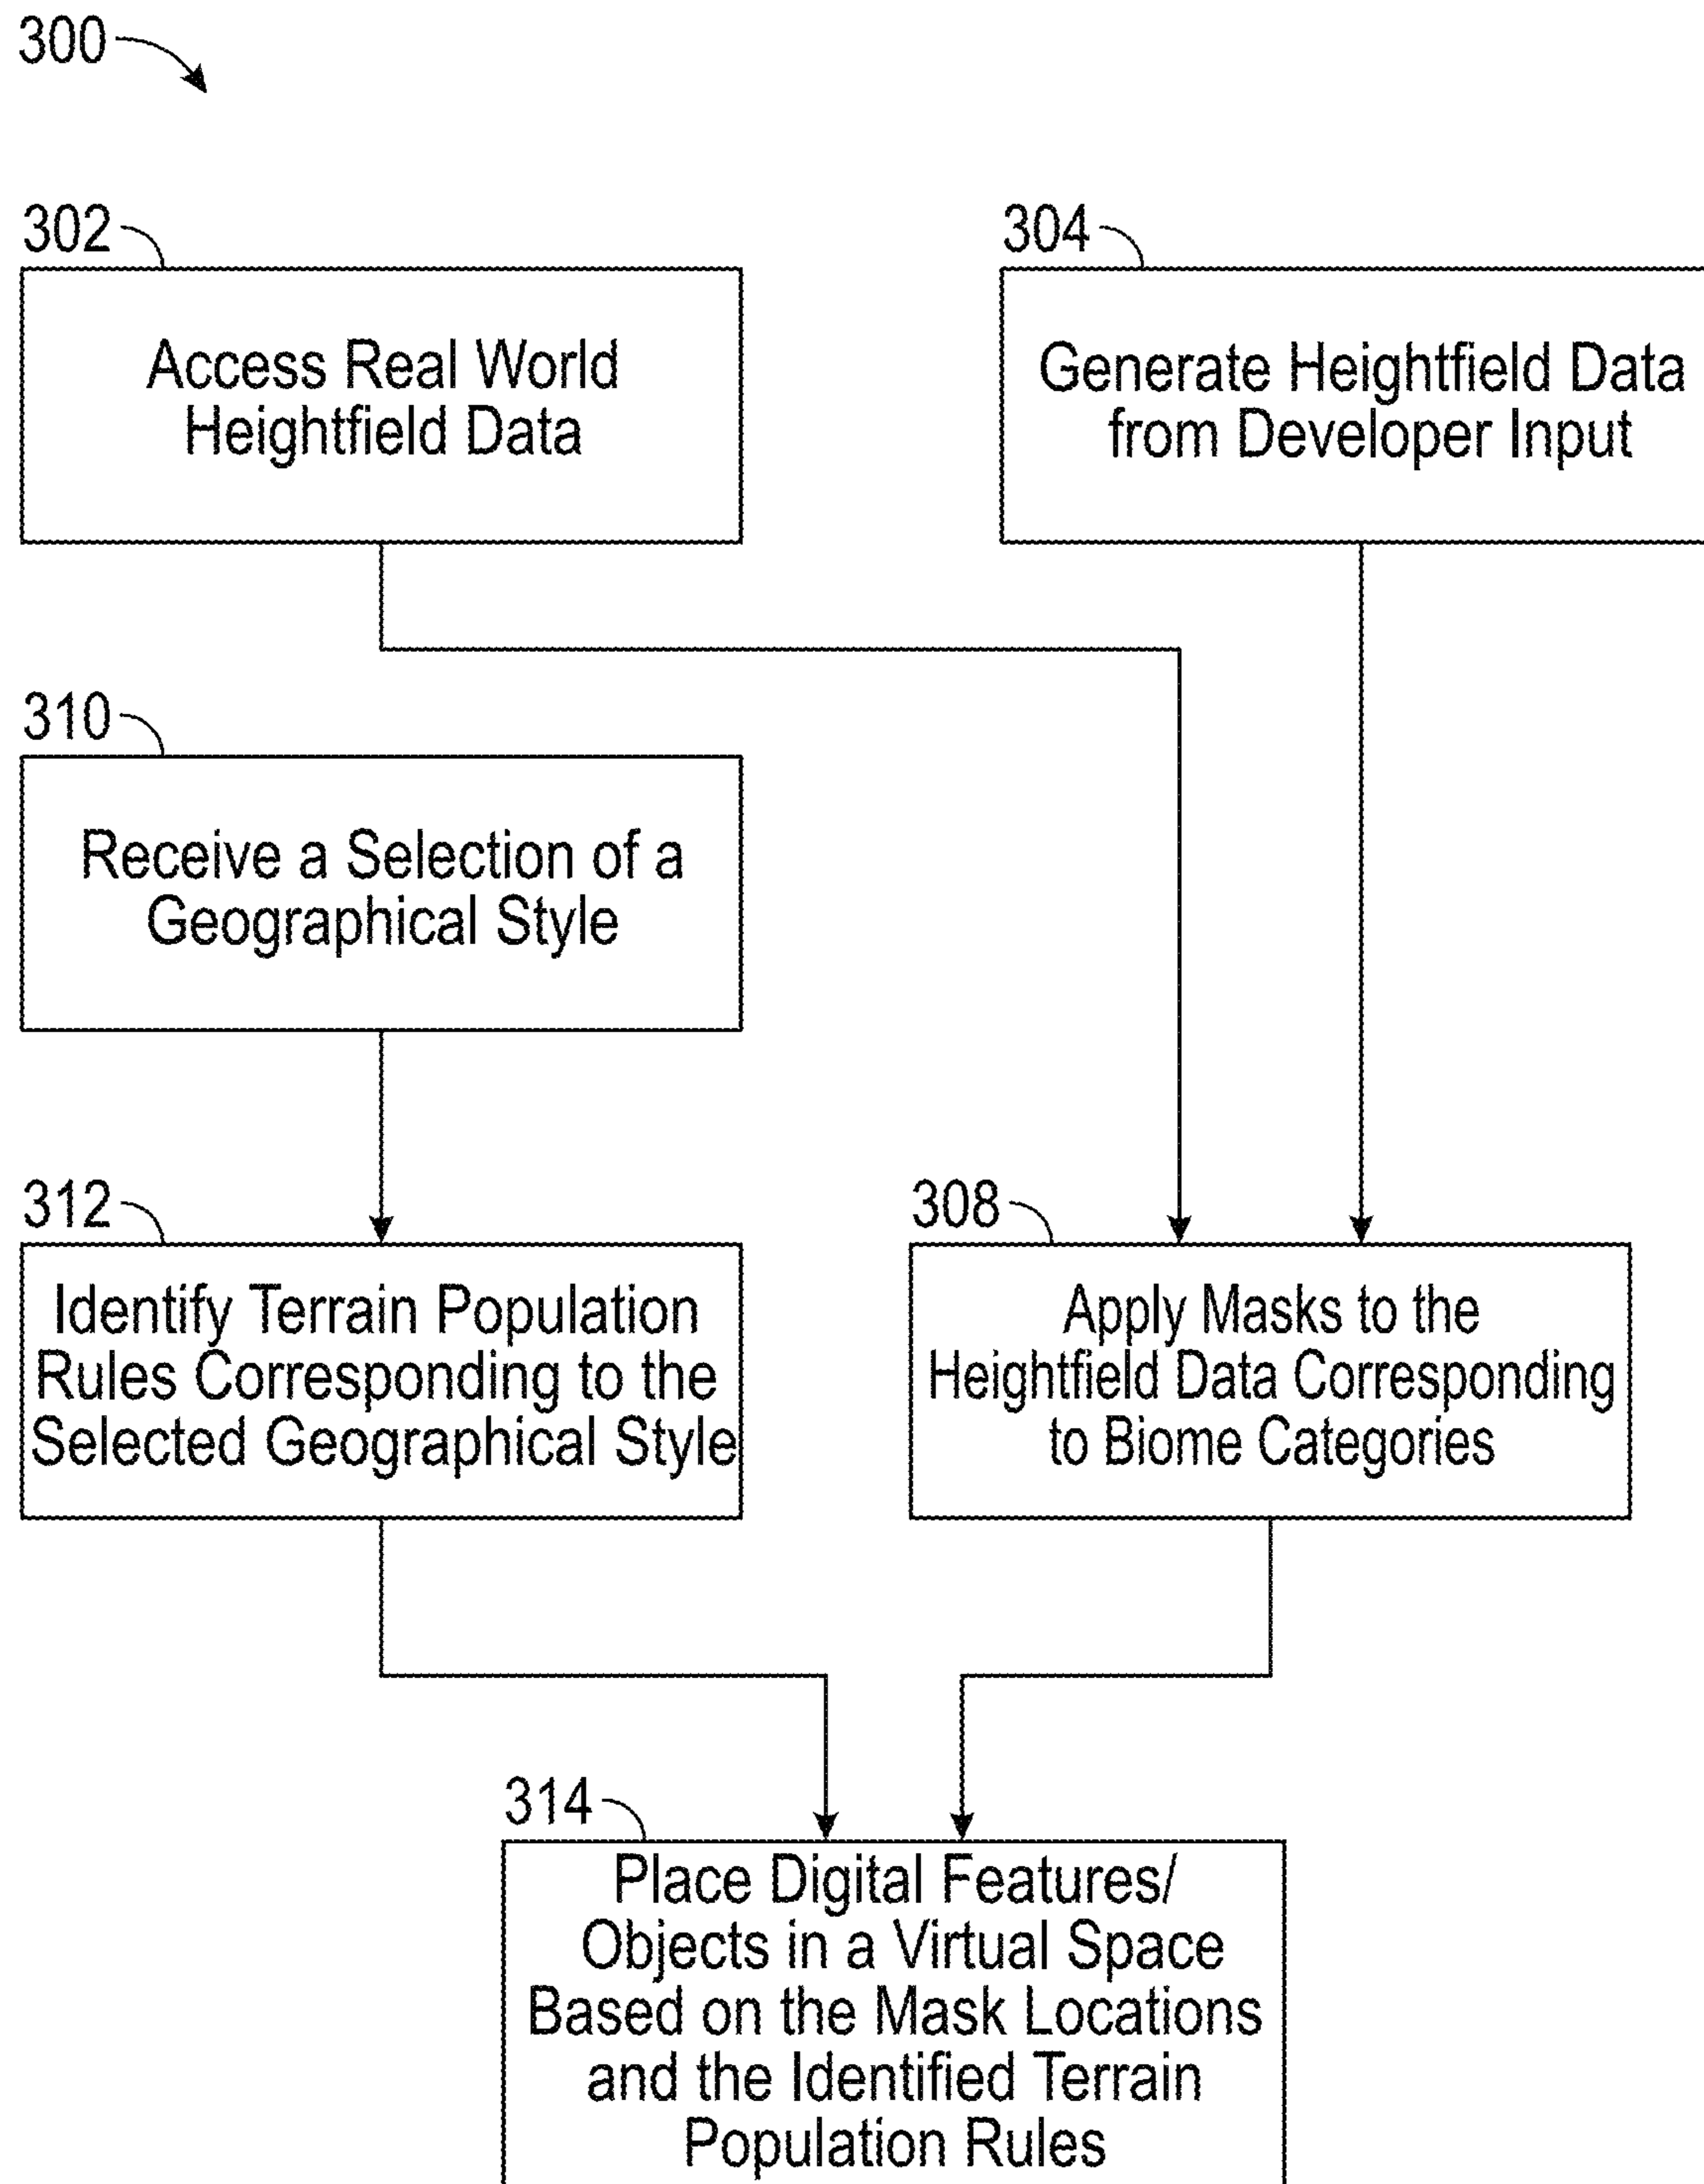 300
302
Access Real World
Heightfield Data
304
Generate Heightfield Data
from Developer Input
310
Receive a Selection of a
Geographical Style
312
Identify Terrain Population
Rules Corresponding to the
Selected Geographical Style
308
Apply Masks to the
Heightfield Data Corresponding
to Biome Categories
314
Place Digital Features/
Objects in a Virtual Space
Based on the Mask Locations
and the Identified Terrain
Population Rules